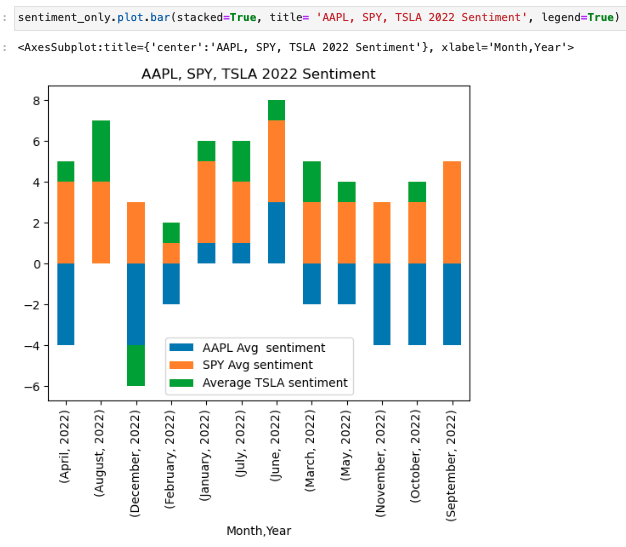 : sentiment_only.plot.bar(stacked=True, title= 'AAPL, SPY, TSLA 2022 Sentiment', legend=True)
: <AxesSubplot:title={'center':'AAPL, SPY, TSLA 2022 Sentiment'}, xlabel='Month,Year'>
AAPL, SPY, TSLA 2022 Sentiment
8
6
4
2
0
−2
−4
−6
AAPL Avg  sentiment
SPY Avg sentiment
Average TSLA sentiment
(April, 2022)
(August, 2022)
(December, 2022)
(February, 2022)
(January, 2022)
(July, 2022)
(June, 2022)
(March, 2022)
(May, 2022)
(November, 2022)
(October, 2022)
(September, 2022)
Month,Year